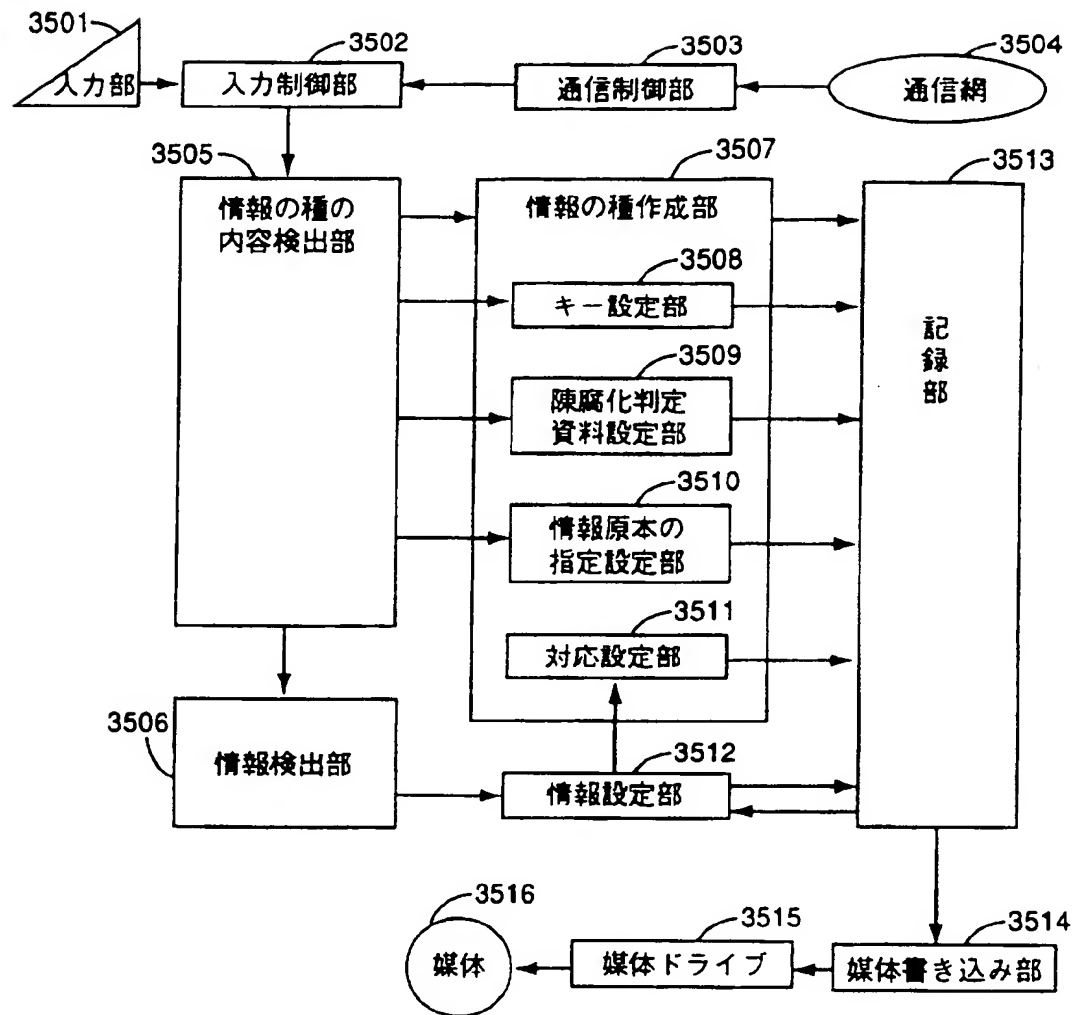 3501
入力部
3502
入力制御部
3503
通信制御部
3504
通信網
3505
情報の種の
内容検出部
3507
情報の種作成部
3508
キー設定部
3509
陳腐化判定
資料設定部
3510
情報原本の
指定設定部
3511
対応設定部
3513
記
録
部
3506
情報検出部
3512
情報設定部
3516
媒体
3515
媒体ドライブ
3514
媒体書き込み部